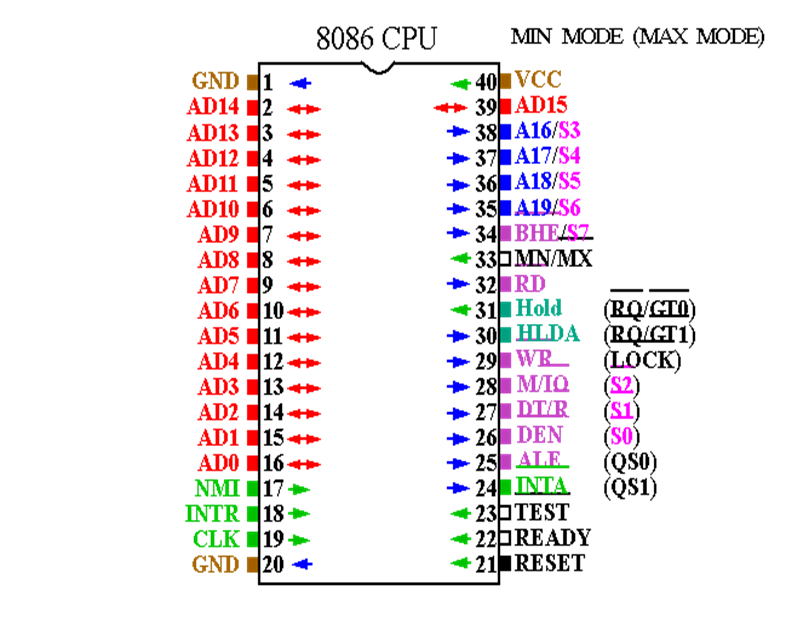 8086 CPU MIN MODE (MAX MODE)
GND 1 40 VCC
AD14 2 39 AD15
AD13 3 38 A16/S3
AD12 4 37 A17/S4
AD11 5 36 A18/S5
AD10 6 35 A19/S6
AD9 7 34 BHE/S7
AD8 8 33 MN/MX
AD7 9 32 RD
AD6 10 31 Hold (RQ/GT0)
AD5 11 30 HLDA (RQ/GT1)
AD4 12 29 WR (LOCK)
AD3 13 28 M/IO (S2)
AD2 14 27 DT/R (S1)
AD1 15 26 DEN (S0)
AD0 16 25 ALE (QS0)
NMI 17 24 INTA (QS1)
INTR 18 23 TEST
CLK 19 22 READY
GND 20 21 RESET